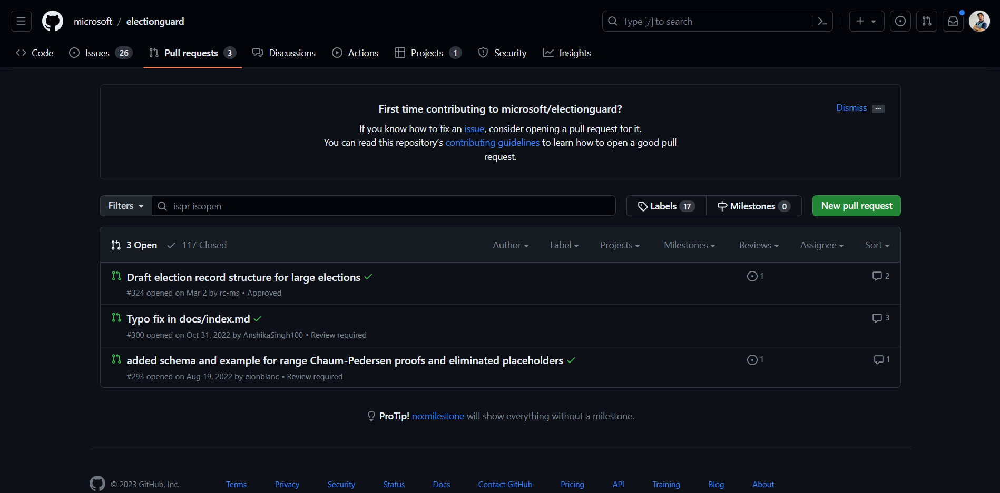 microsoft / electionguard
Type / to search
Code
Issues 26
Pull requests 3
Discussions
Actions
Projects 1
Security
Insights
First time contributing to microsoft/electionguard?
Dismiss ...
If you know how to fix an issue, consider opening a pull request for it.
You can read this repository’s contributing guidelines to learn how to open a good pull
request.
Filters
is:pr is:open
Labels 17
Milestones 0
New pull request
3 Open
117 Closed
Author
Label
Projects
Milestones
Reviews
Assignee
Sort
Draft election record structure for large elections
1
2
#324 opened on Mar 2 by rc-ms • Approved
Typo fix in docs/index.md
3
#300 opened on Oct 31, 2022 by AnshikaSingh100 • Review required
added schema and example for range Chaum-Pedersen proofs and eliminated placeholders
1
1
#293 opened on Aug 19, 2022 by eionblanc • Review required
ProTip! no:milestone will show everything without a milestone.
© 2023 GitHub, Inc.
Terms
Privacy
Security
Status
Docs
Contact GitHub
Pricing
API
Training
Blog
About